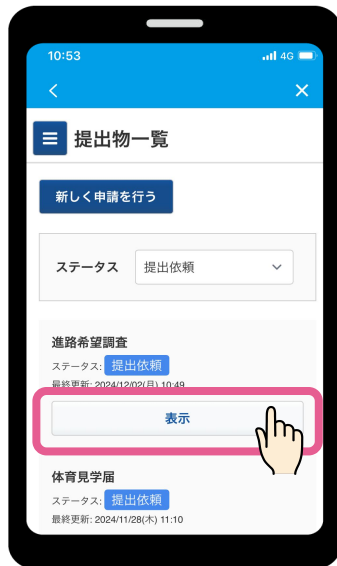 10:53 4G
提出物一覧
新しく申請を行う
ステータス 提出依頼
進路希望調査
ステータス: 提出依頼
最終更新: 2024/12/02(月) 10:49
表示
体育見学届
ステータス: 提出依頼
最終更新: 2024/11/28(木) 11:10